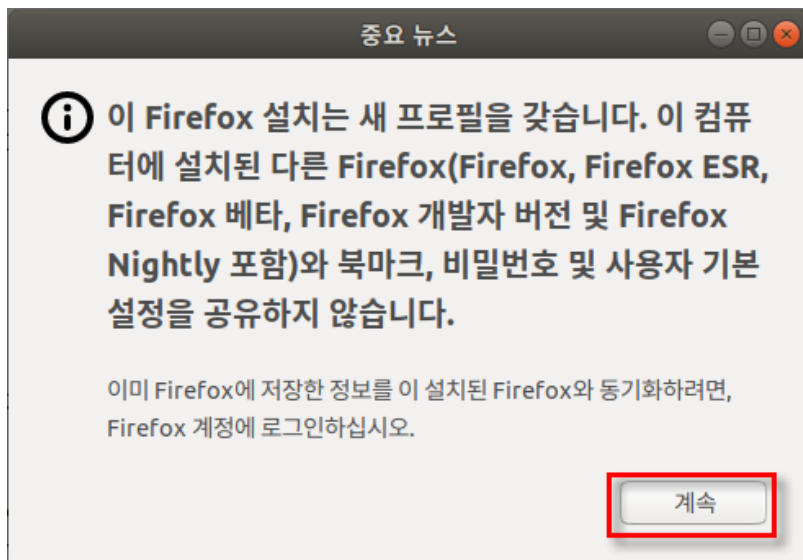 중요 뉴스
이 Firefox 설치는 새 프로필을 갖습니다. 이 컴퓨
터에 설치된 다른 Firefox(Firefox, Firefox ESR,
Firefox 베타, Firefox 개발자 버전 및 Firefox
Nightly 포함)와 북마크, 비밀번호 및 사용자 기본
설정을 공유하지 않습니다.
이미 Firefox에 저장한 정보를 이 설치된 Firefox와 동기화하려면,
Firefox 계정에 로그인하십시오.
계속